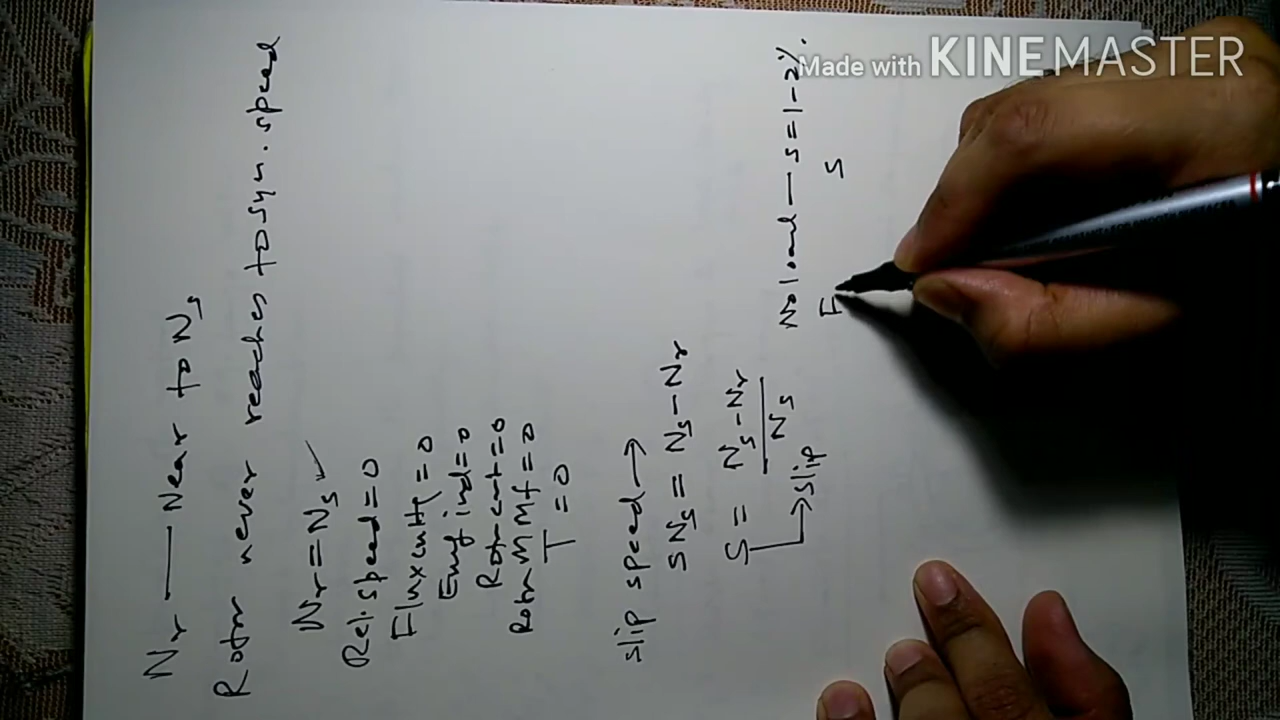 Made with KINEMASTER
Nr — Near to Ns
Rotor never reaches to syn. speed
Nr = Ns ✓
Rel. speed = 0
Flux cutt = 0
Emf ind = 0
Rotor curt = 0
Rotor MMf = 0
T = 0
slip speed →
SNs = Ns - Nr
S = Ns - Nr / Ns
↳ slip
No load — s = 1 - 2 %.
F S